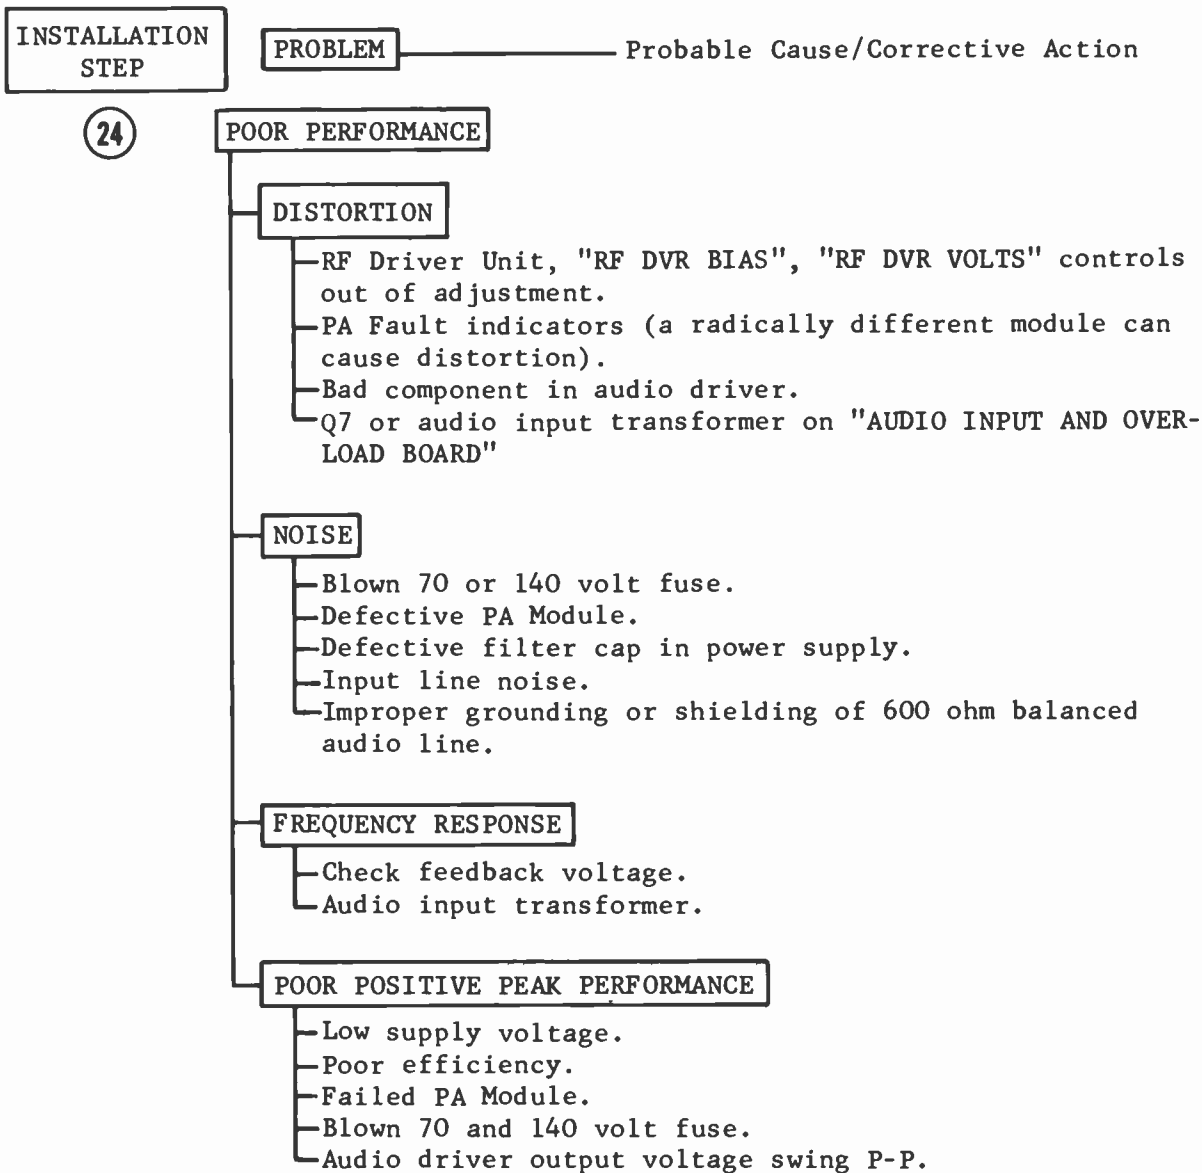 INSTALLATION
STEP
PROBLEM Probable Cause/Corrective Action
24 POOR PERFORMANCE
DISTORTION
RF Driver Unit, "RF DVR BIAS", "RF DVR VOLTS" controls
out of adjustment.
PA Fault indicators (a radically different module can
cause distortion).
Bad component in audio driver.
Q7 or audio input transformer on "AUDIO INPUT AND OVER-
LOAD BOARD"
NOISE
Blown 70 or 140 volt fuse.
Defective PA Module.
Defective filter cap in power supply.
Input line noise.
Improper grounding or shielding of 600 ohm balanced
audio line.
FREQUENCY RESPONSE
Check feedback voltage.
Audio input transformer.
POOR POSITIVE PEAK PERFORMANCE
Low supply voltage.
Poor efficiency.
Failed PA Module.
Blown 70 and 140 volt fuse.
Audio driver output voltage swing P-P.